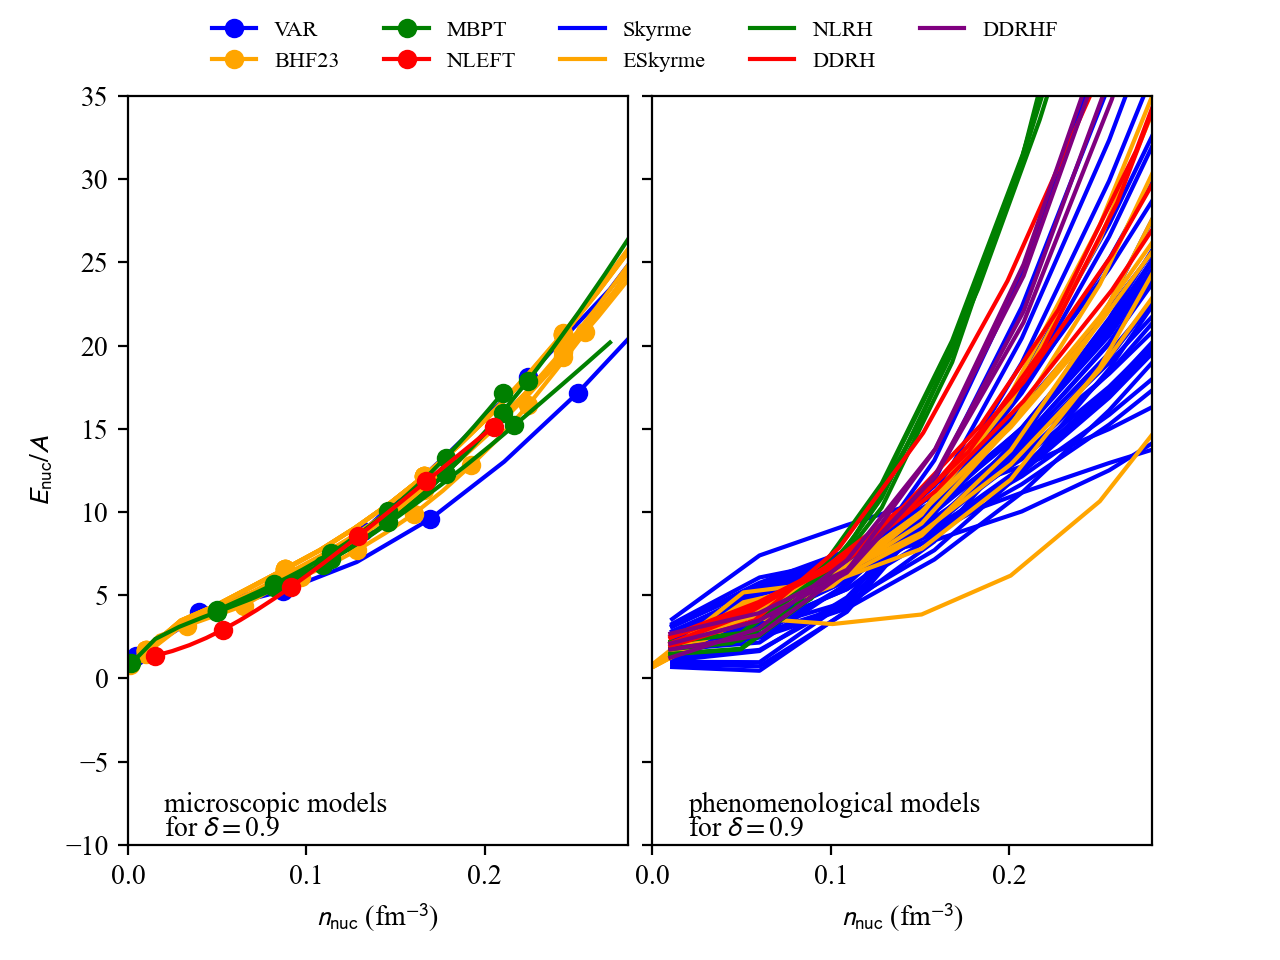 VAR
MBPT
Skyrme
NLRH
DDRHF
BHF23
NLEFT
ESkyrme
DDRH
35
30
25
20
15
10
5
0
−5
−10
E_nuc/A
microscopic models
for δ = 0.9
phenomenological models
for δ = 0.9
0.0 0.1 0.2
0.0 0.1 0.2
n_nuc (fm⁻³)
n_nuc (fm⁻³)